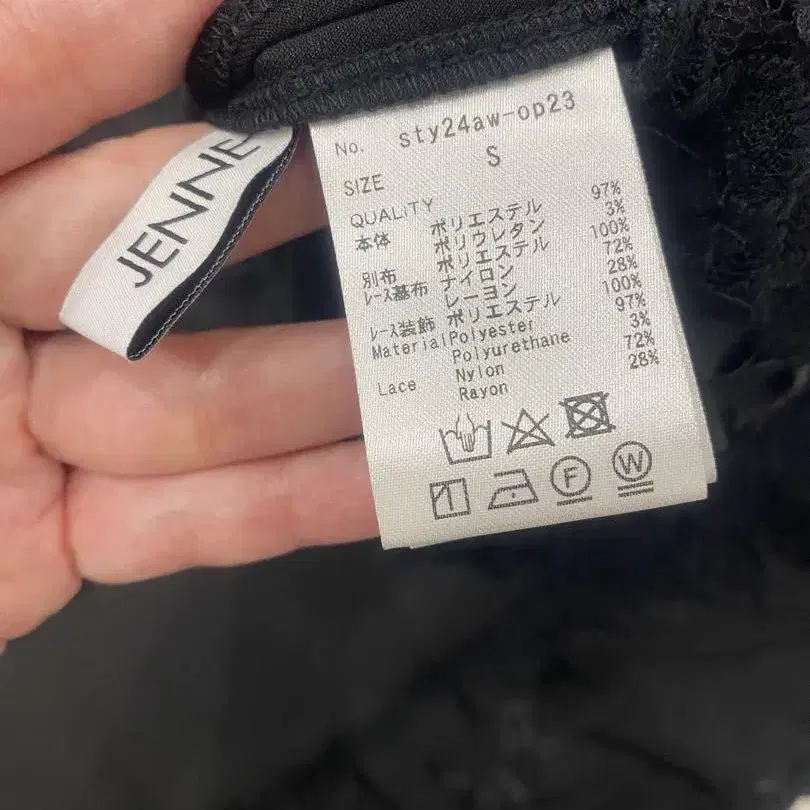 JENNE
No. sty24aw-op23
SIZE S
QUALITY
本体 ポリエステル 97%
ポリウレタン 3%
別布 ポリエステル 100%
レース基布 ナイロン 72%
レーヨン 28%
レース装飾 ポリエステル 100%
Material Polyester 97%
Polyurethane 3%
Lace Nylon 72%
Rayon 28%
F W